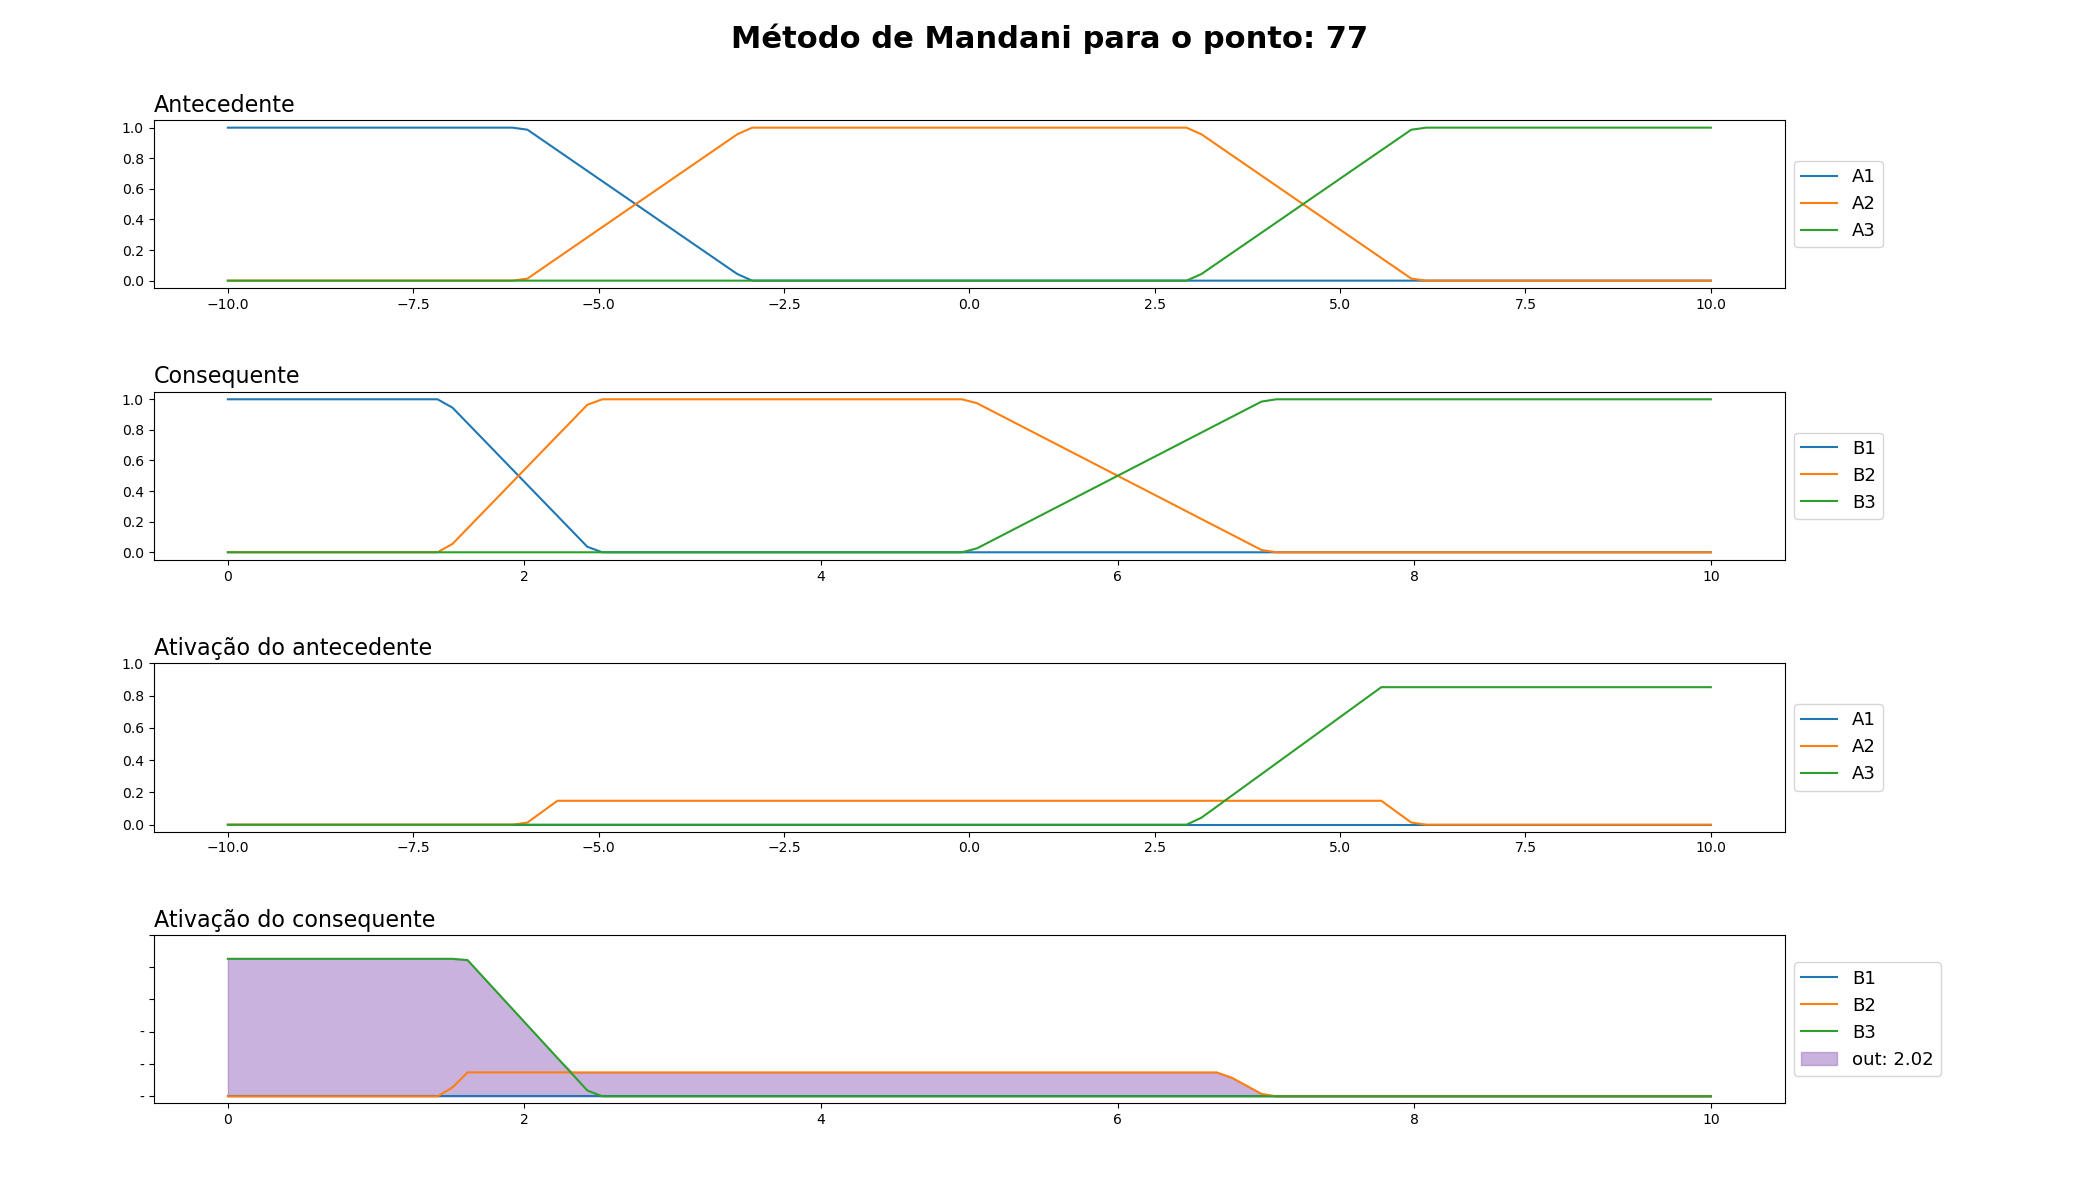 Método de Mandani para o ponto: 77
Antecedente
1.0
0.8
0.6
0.4
0.2
0.0
−10.0 −7.5 −5.0 −2.5 0.0 2.5 5.0 7.5 10.0
A1
A2
A3
Consequente
1.0
0.8
0.6
0.4
0.2
0.0
0 2 4 6 8 10
B1
B2
B3
Ativação do antecedente
1.0
0.8
0.6
0.4
0.2
0.0
−10.0 −7.5 −5.0 −2.5 0.0 2.5 5.0 7.5 10.0
A1
A2
A3
Ativação do consequente
-
-
-
0 2 4 6 8 10
B1
B2
B3
out: 2.02